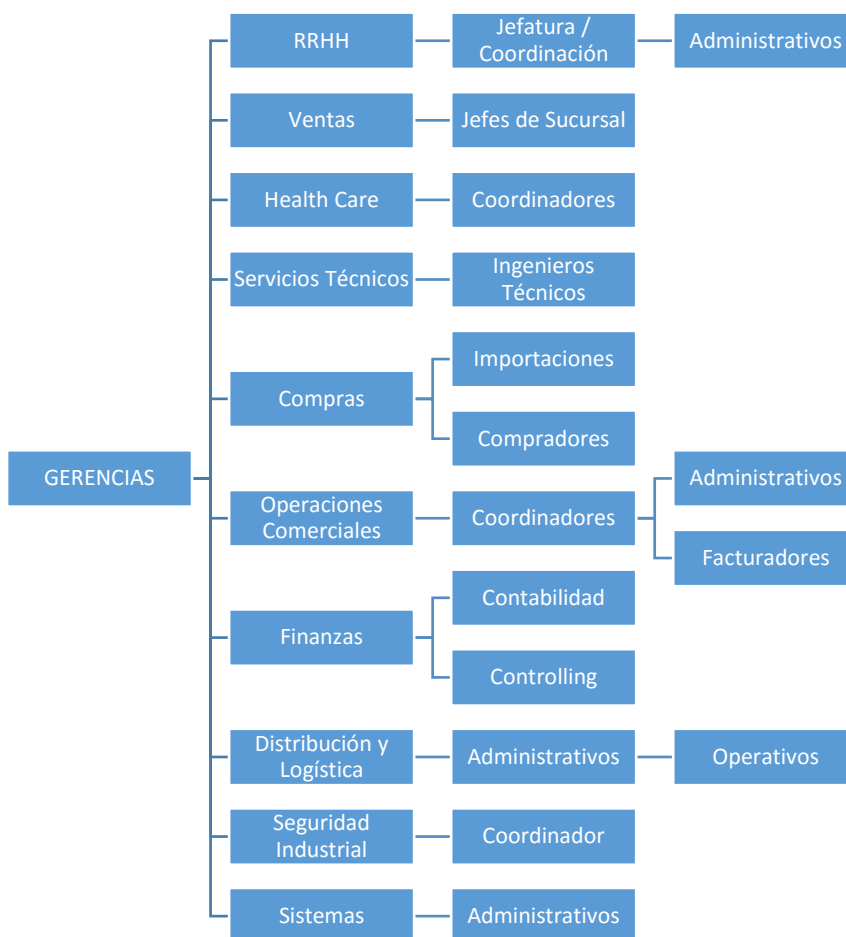 RRHH
Jefatura /
Coordinación
Administrativos
Ventas
Jefes de Sucursal
Health Care
Coordinadores
Servicios Técnicos
Ingenieros
Técnicos
Importaciones
Compras
Compradores
GERENCIAS
Administrativos
Operaciones
Comerciales
Coordinadores
Facturadores
Contabilidad
Finanzas
Controlling
Distribución y
Logística
Administrativos
Operativos
Seguridad
Industrial
Coordinador
Sistemas
Administrativos